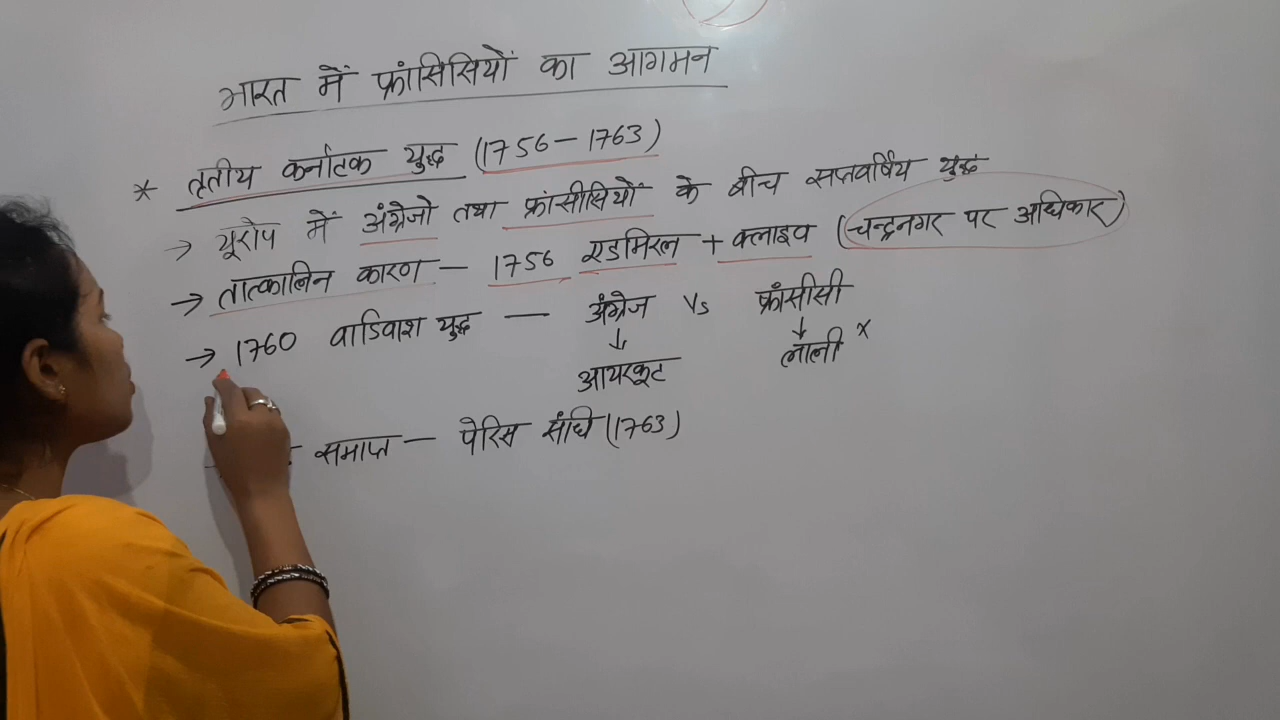 भारत में फ्रांसिसियों का आगमन
* तृतीय कर्नाटक युद्ध (1756-1763)
→ यूरोप में अंग्रेजो तथा फ्रांसीसियों के बीच सप्तवर्षिय युद्ध
→ तात्कालिन कारण - 1756 एडमिरल + क्लाइव (चन्द्रनगर पर अधिकार)
→ 1760 वाडिवाश युद्ध - अंग्रेज Vs फ्रांसीसी
↓ ↓
आयरकूट लाली x
समाप्त - पेरिस संधि (1763)